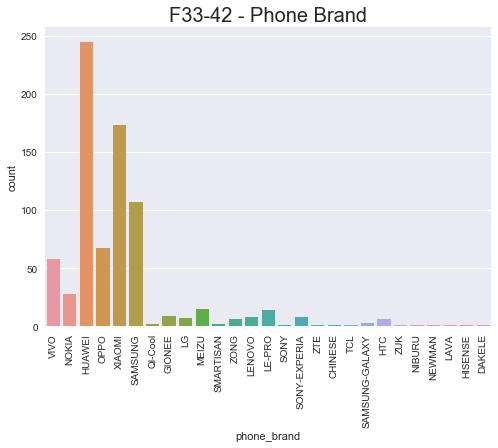 F33-42 - Phone Brand
count
250
200
150
100
50
0
VIVO
NOKIA
HUAWEI
OPPO
XIAOMI
SAMSUNG
Qi-Cool
GIONEE
LG
MEIZU
SMARTISAN
ZONG
LENOVO
LE-PRO
SONY
SONY-EXPERIA
ZTE
CHINESE
TCL
SAMSUNG-GALAXY
HTC
ZUK
NIBURU
NEWMAN
LAVA
HISENSE
DAKELE
phone_brand